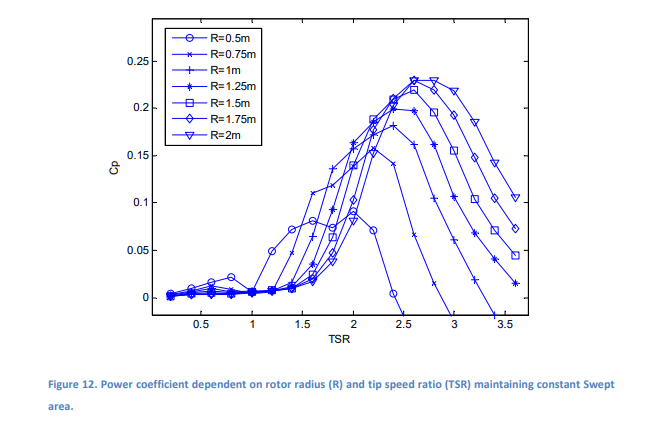 R=0.5m
R=0.75m
R=1m
R=1.25m
R=1.5m
R=1.75m
R=2m
0.25
0.2
0.15
0.1
0.05
0
Cp
0.5
1
1.5
2
2.5
3
3.5
TSR
Figure 12. Power coefficient dependent on rotor radius (R) and tip speed ratio (TSR) maintaining constant Swept
area.